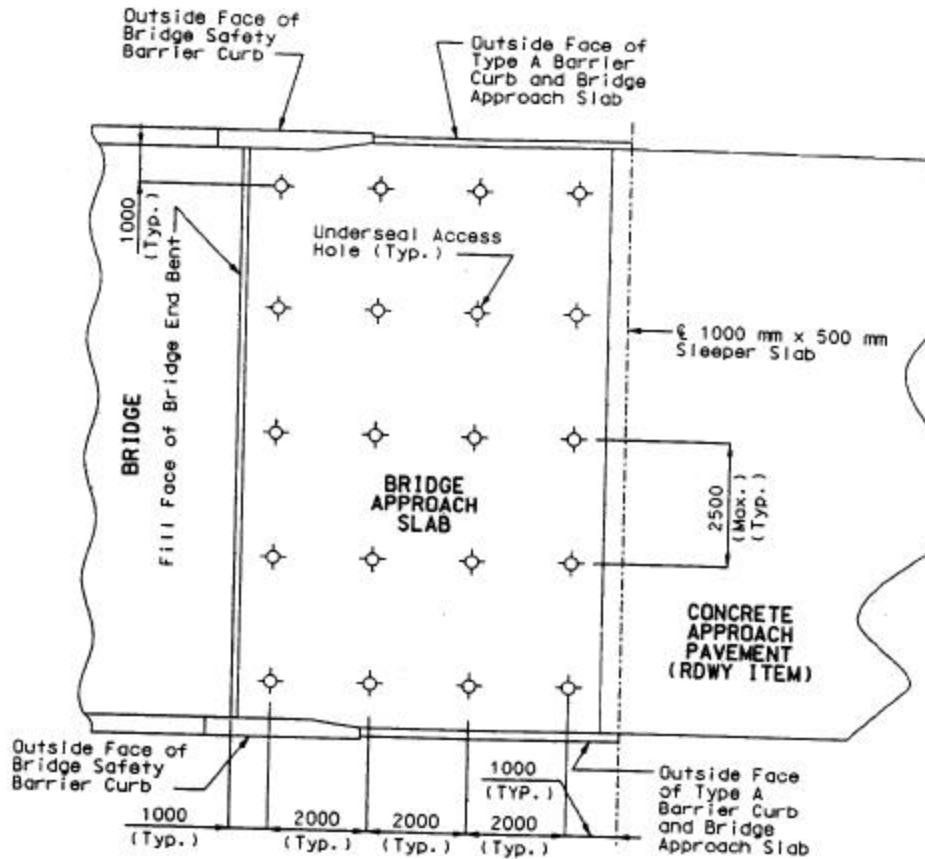 Outside Face of
Bridge Safety
Barrier Curb
Outside Face of
Type A Barrier
Curb and Bridge
Approach Slab
1000
(Typ.)
Underseal Access
Hole (Typ.)
℄ 1000 mm x 500 mm
Sleeper Slab
BRIDGE
Fill Face of Bridge End Bent
BRIDGE
APPROACH
SLAB
2500
(Max.)
(Typ.)
CONCRETE
APPROACH
PAVEMENT
(RDWY ITEM)
Outside Face of
Bridge Safety
Barrier Curb
1000
(TYP.)
Outside Face
of Type A
Barrier Curb
and Bridge
Approach Slab
1000
(Typ.)
2000
(Typ.)
2000
(Typ.)
2000
(Typ.)